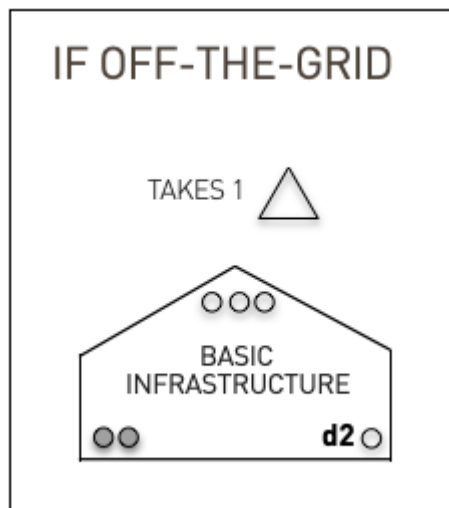 IF OFF-THE-GRID
TAKES 1
BASIC
INFRASTRUCTURE
d2